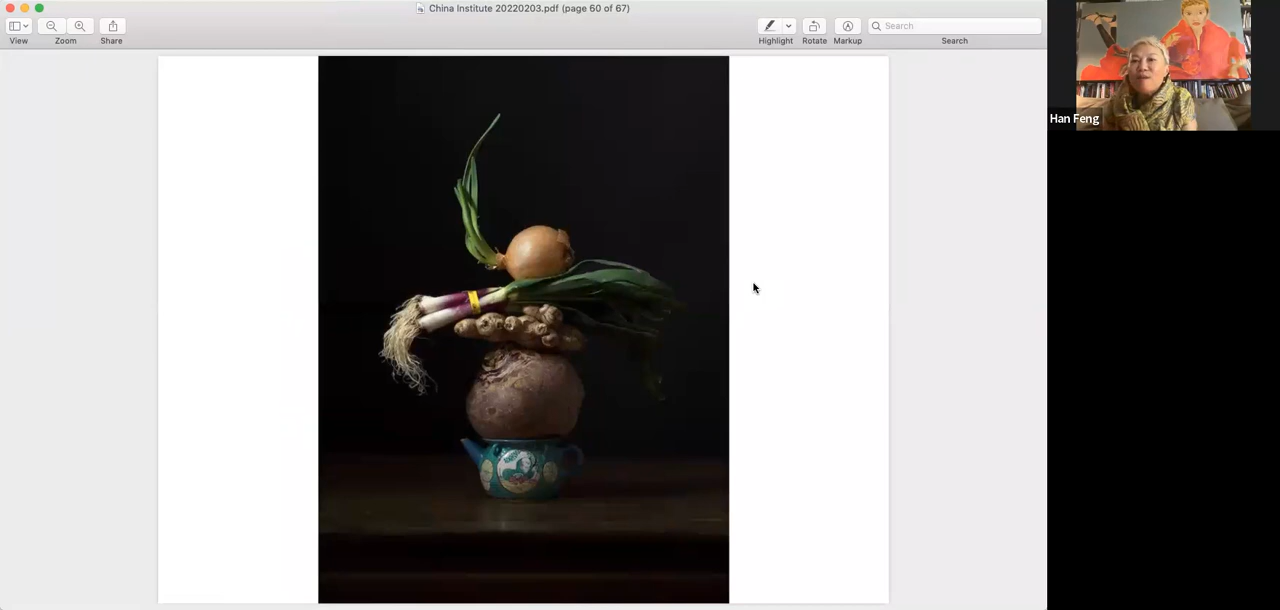 China Institute 20220203.pdf (page 60 of 67)
View
Zoom
Share
Highlight
Rotate
Markup
Search
Search
Han Feng